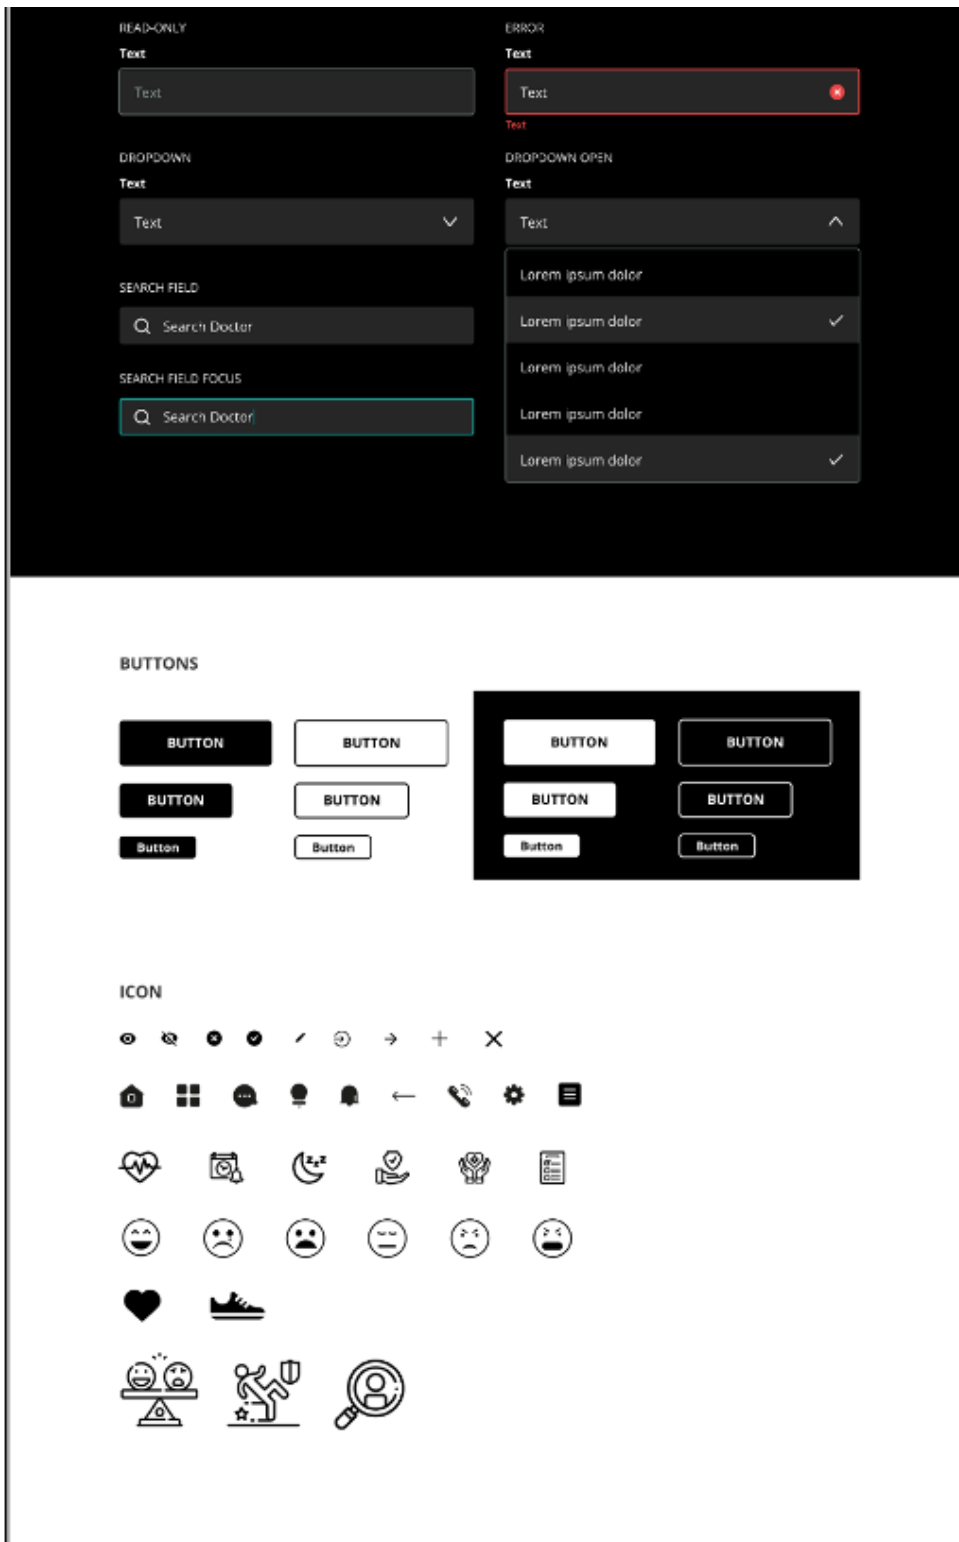 READ-ONLY
Text
Text
ERROR
Text
Text
Text
DROPDOWN
Text
Text
DROPDOWN OPEN
Text
Text
Lorem ipsum dolor
Lorem ipsum dolor
Lorem ipsum dolor
Lorem ipsum dolor
Lorem ipsum dolor
SEARCH FIELD
Search Doctor
SEARCH FIELD FOCUS
Search Doctor
BUTTONS
BUTTON BUTTON BUTTON BUTTON
BUTTON BUTTON BUTTON BUTTON
Button Button Button Button
ICON